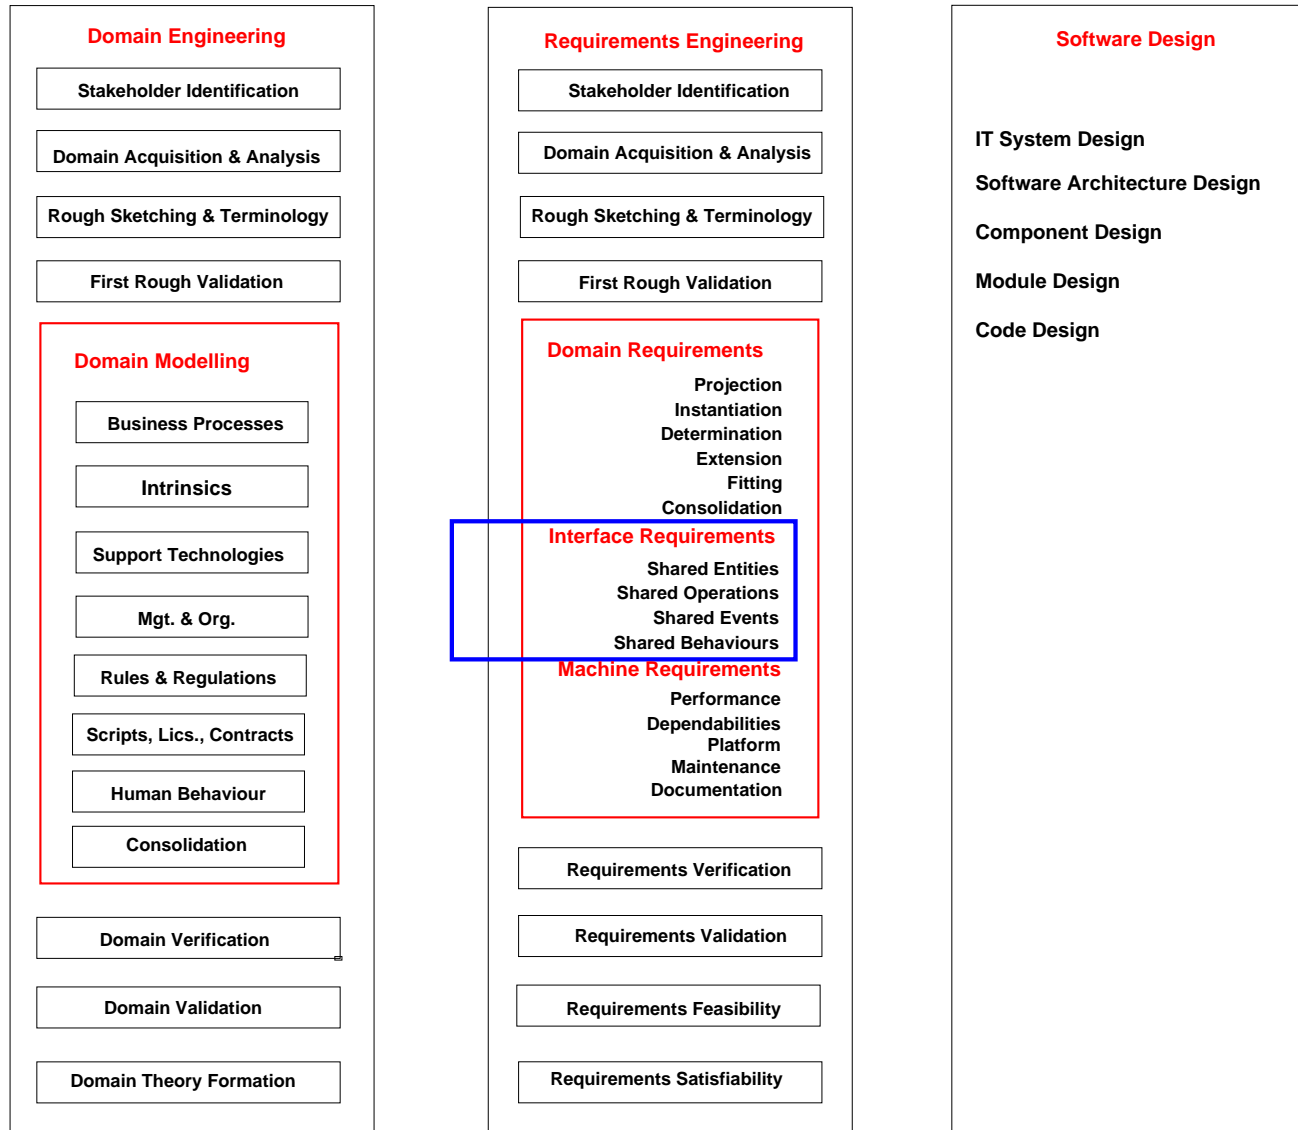 Domain Engineering
Stakeholder Identification
Domain Acquisition & Analysis
Rough Sketching & Terminology
First Rough Validation
Domain Modelling
Business Processes
Intrinsics
Support Technologies
Mgt. & Org.
Rules & Regulations
Scripts, Lics., Contracts
Human Behaviour
Consolidation
Domain Verification
Domain Validation
Domain Theory Formation
Requirements Engineering
Stakeholder Identification
Domain Acquisition & Analysis
Rough Sketching & Terminology
First Rough Validation
Domain Requirements
Projection
Instantiation
Determination
Extension
Fitting
Consolidation
Interface Requirements
Shared Entities
Shared Operations
Shared Events
Shared Behaviours
Machine Requirements
Performance
Dependabilities
Platform
Maintenance
Documentation
Requirements Verification
Requirements Validation
Requirements Feasibility
Requirements Satisfiability
Software Design
IT System Design
Software Architecture Design
Component Design
Module Design
Code Design